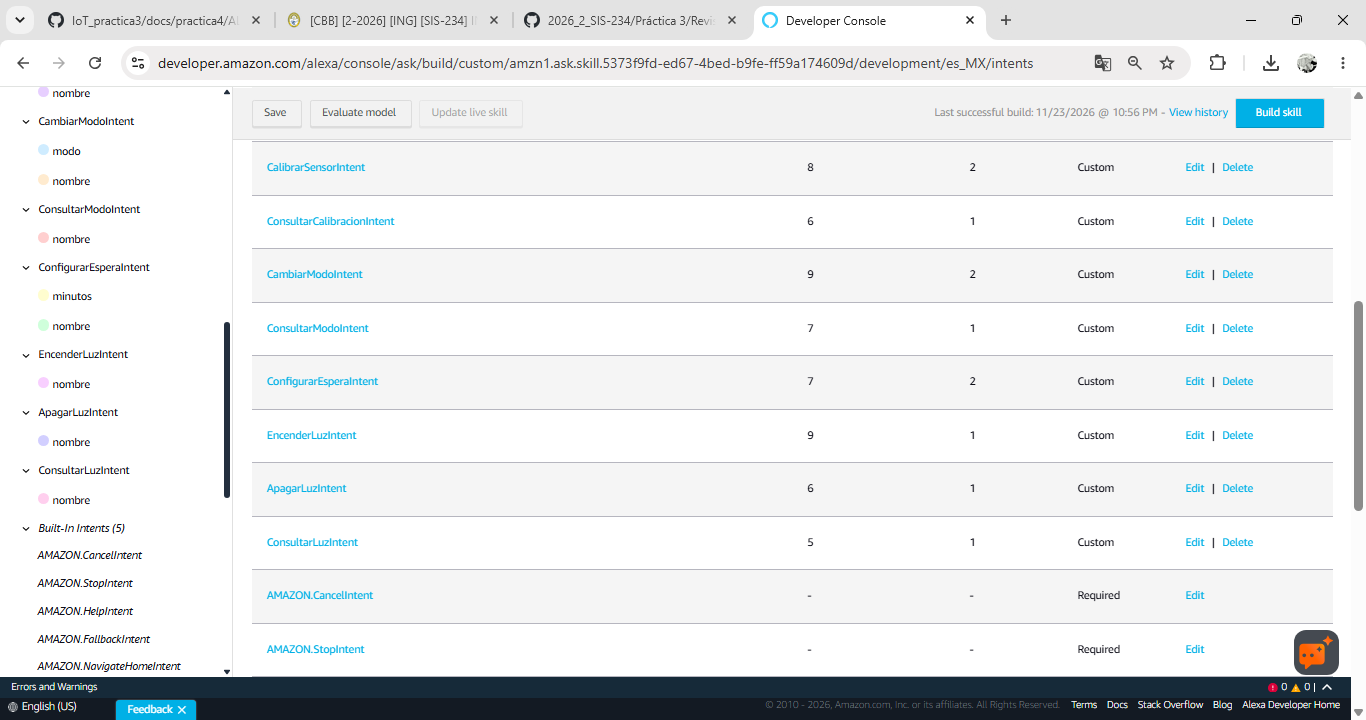 IoT_practica3/docs/practica4/Al
[CBB] [2-2026] [ING] [SIS-234] I
2026_2_SIS-234/Práctica 3/Revis
Developer Console
developer.amazon.com/alexa/console/ask/build/custom/amzn1.ask.skill.5373f9fd-ed67-4bed-b9fe-ff59a174609d/development/es_MX/intents
nombre
CambiarModoIntent
modo
nombre
ConsultarModoIntent
nombre
ConfigurarEsperaIntent
minutos
nombre
EncenderLuzIntent
nombre
ApagarLuzIntent
nombre
ConsultarLuzIntent
nombre
Built-In Intents (5)
AMAZON.CancelIntent
AMAZON.StopIntent
AMAZON.HelpIntent
AMAZON.FallbackIntent
AMAZON.NavigateHomeIntent
Save Evaluate model Update live skill Last successful build: 11/23/2026 @ 10:56 PM - View history Build skill
CalibrarSensorIntent 8 2 Custom Edit | Delete
ConsultarCalibracionIntent 6 1 Custom Edit | Delete
CambiarModoIntent 9 2 Custom Edit | Delete
ConsultarModoIntent 7 1 Custom Edit | Delete
ConfigurarEsperaIntent 7 2 Custom Edit | Delete
EncenderLuzIntent 9 1 Custom Edit | Delete
ApagarLuzIntent 6 1 Custom Edit | Delete
ConsultarLuzIntent 5 1 Custom Edit | Delete
AMAZON.CancelIntent - - Required Edit
AMAZON.StopIntent - - Required Edit
Errors and Warnings 0 0 |
English (US) Feedback © 2010 - 2026, Amazon.com, Inc. or its affiliates. All Rights Reserved. Terms Docs Stack Overflow Blog Alexa Developer Home